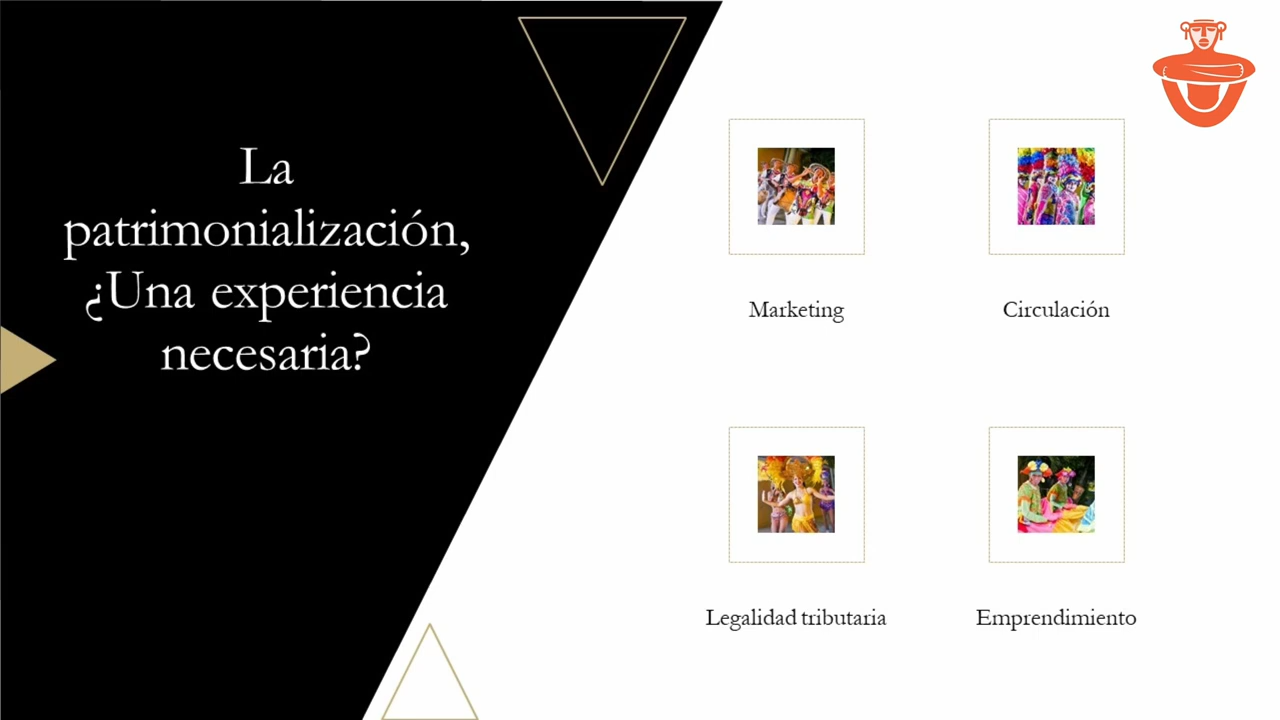 La
patrimonialización,
¿Una experiencia
necesaria?
Marketing
Circulación
Legalidad tributaria
Emprendimiento